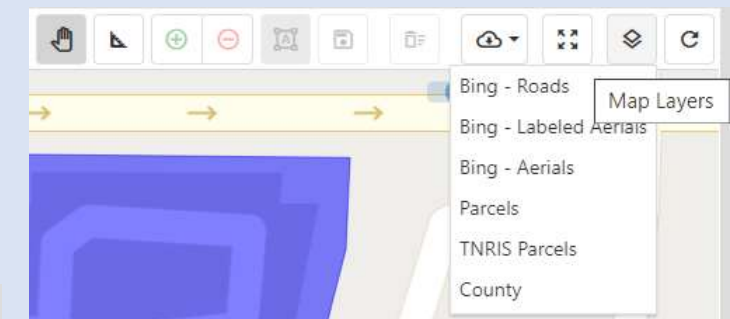 Bing - Roads
Map Layers
Bing - Labeled Aerials
Bing - Aerials
Parcels
TNRIS Parcels
County